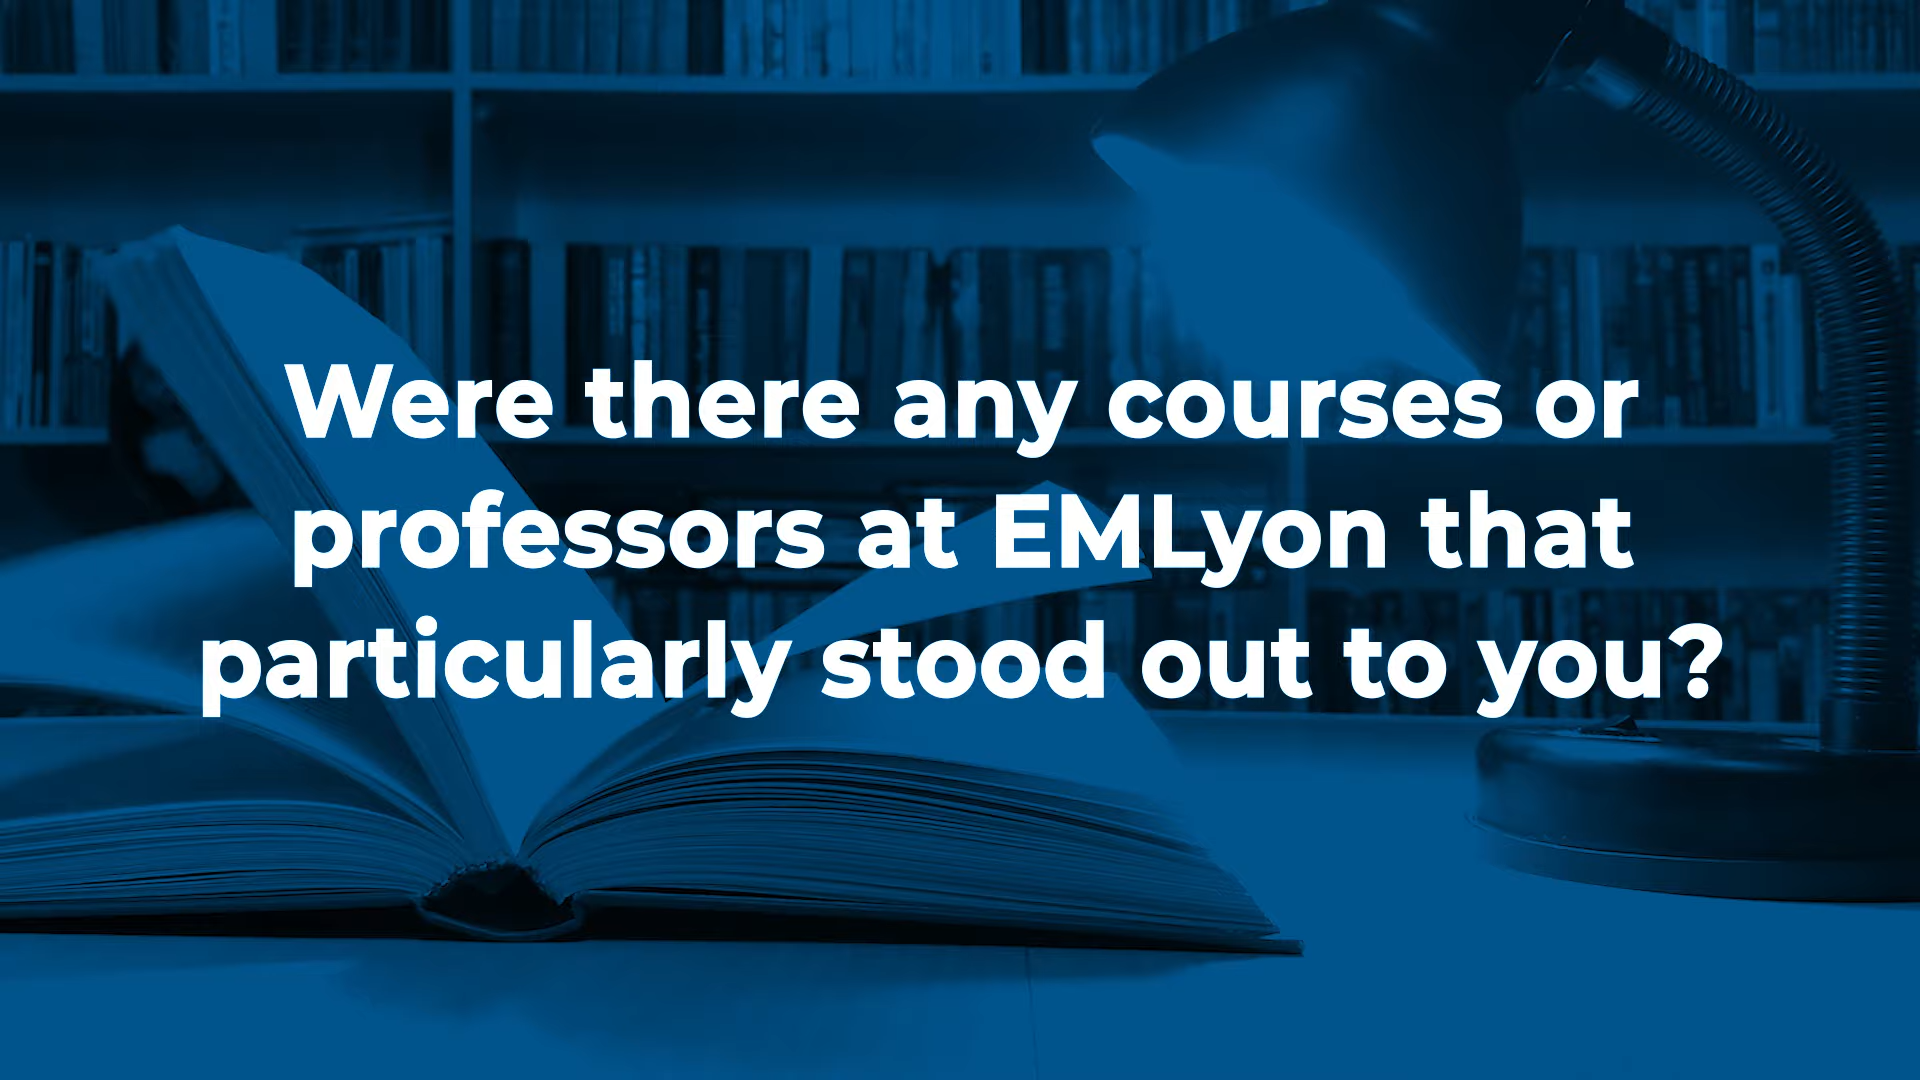 Were there any courses or
professors at EMLyon that
particularly stood out to you?